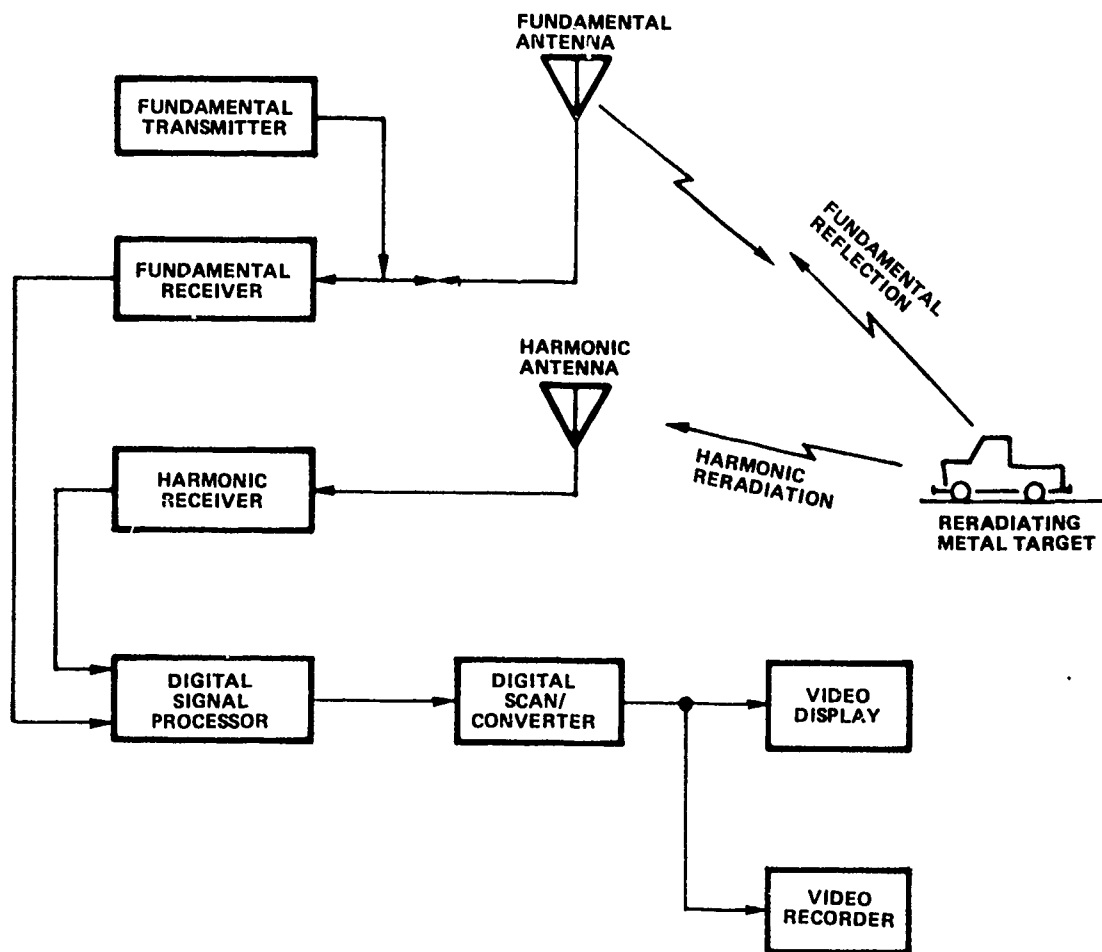 FUNDAMENTAL
ANTENNA
FUNDAMENTAL
TRANSMITTER
FUNDAMENTAL
REFLECTION
FUNDAMENTAL
RECEIVER
HARMONIC
ANTENNA
HARMONIC
RERADIATION
HARMONIC
RECEIVER
RERADIATING
METAL TARGET
DIGITAL
SIGNAL
PROCESSOR
DIGITAL
SCAN/
CONVERTER
VIDEO
DISPLAY
VIDEO
RECORDER